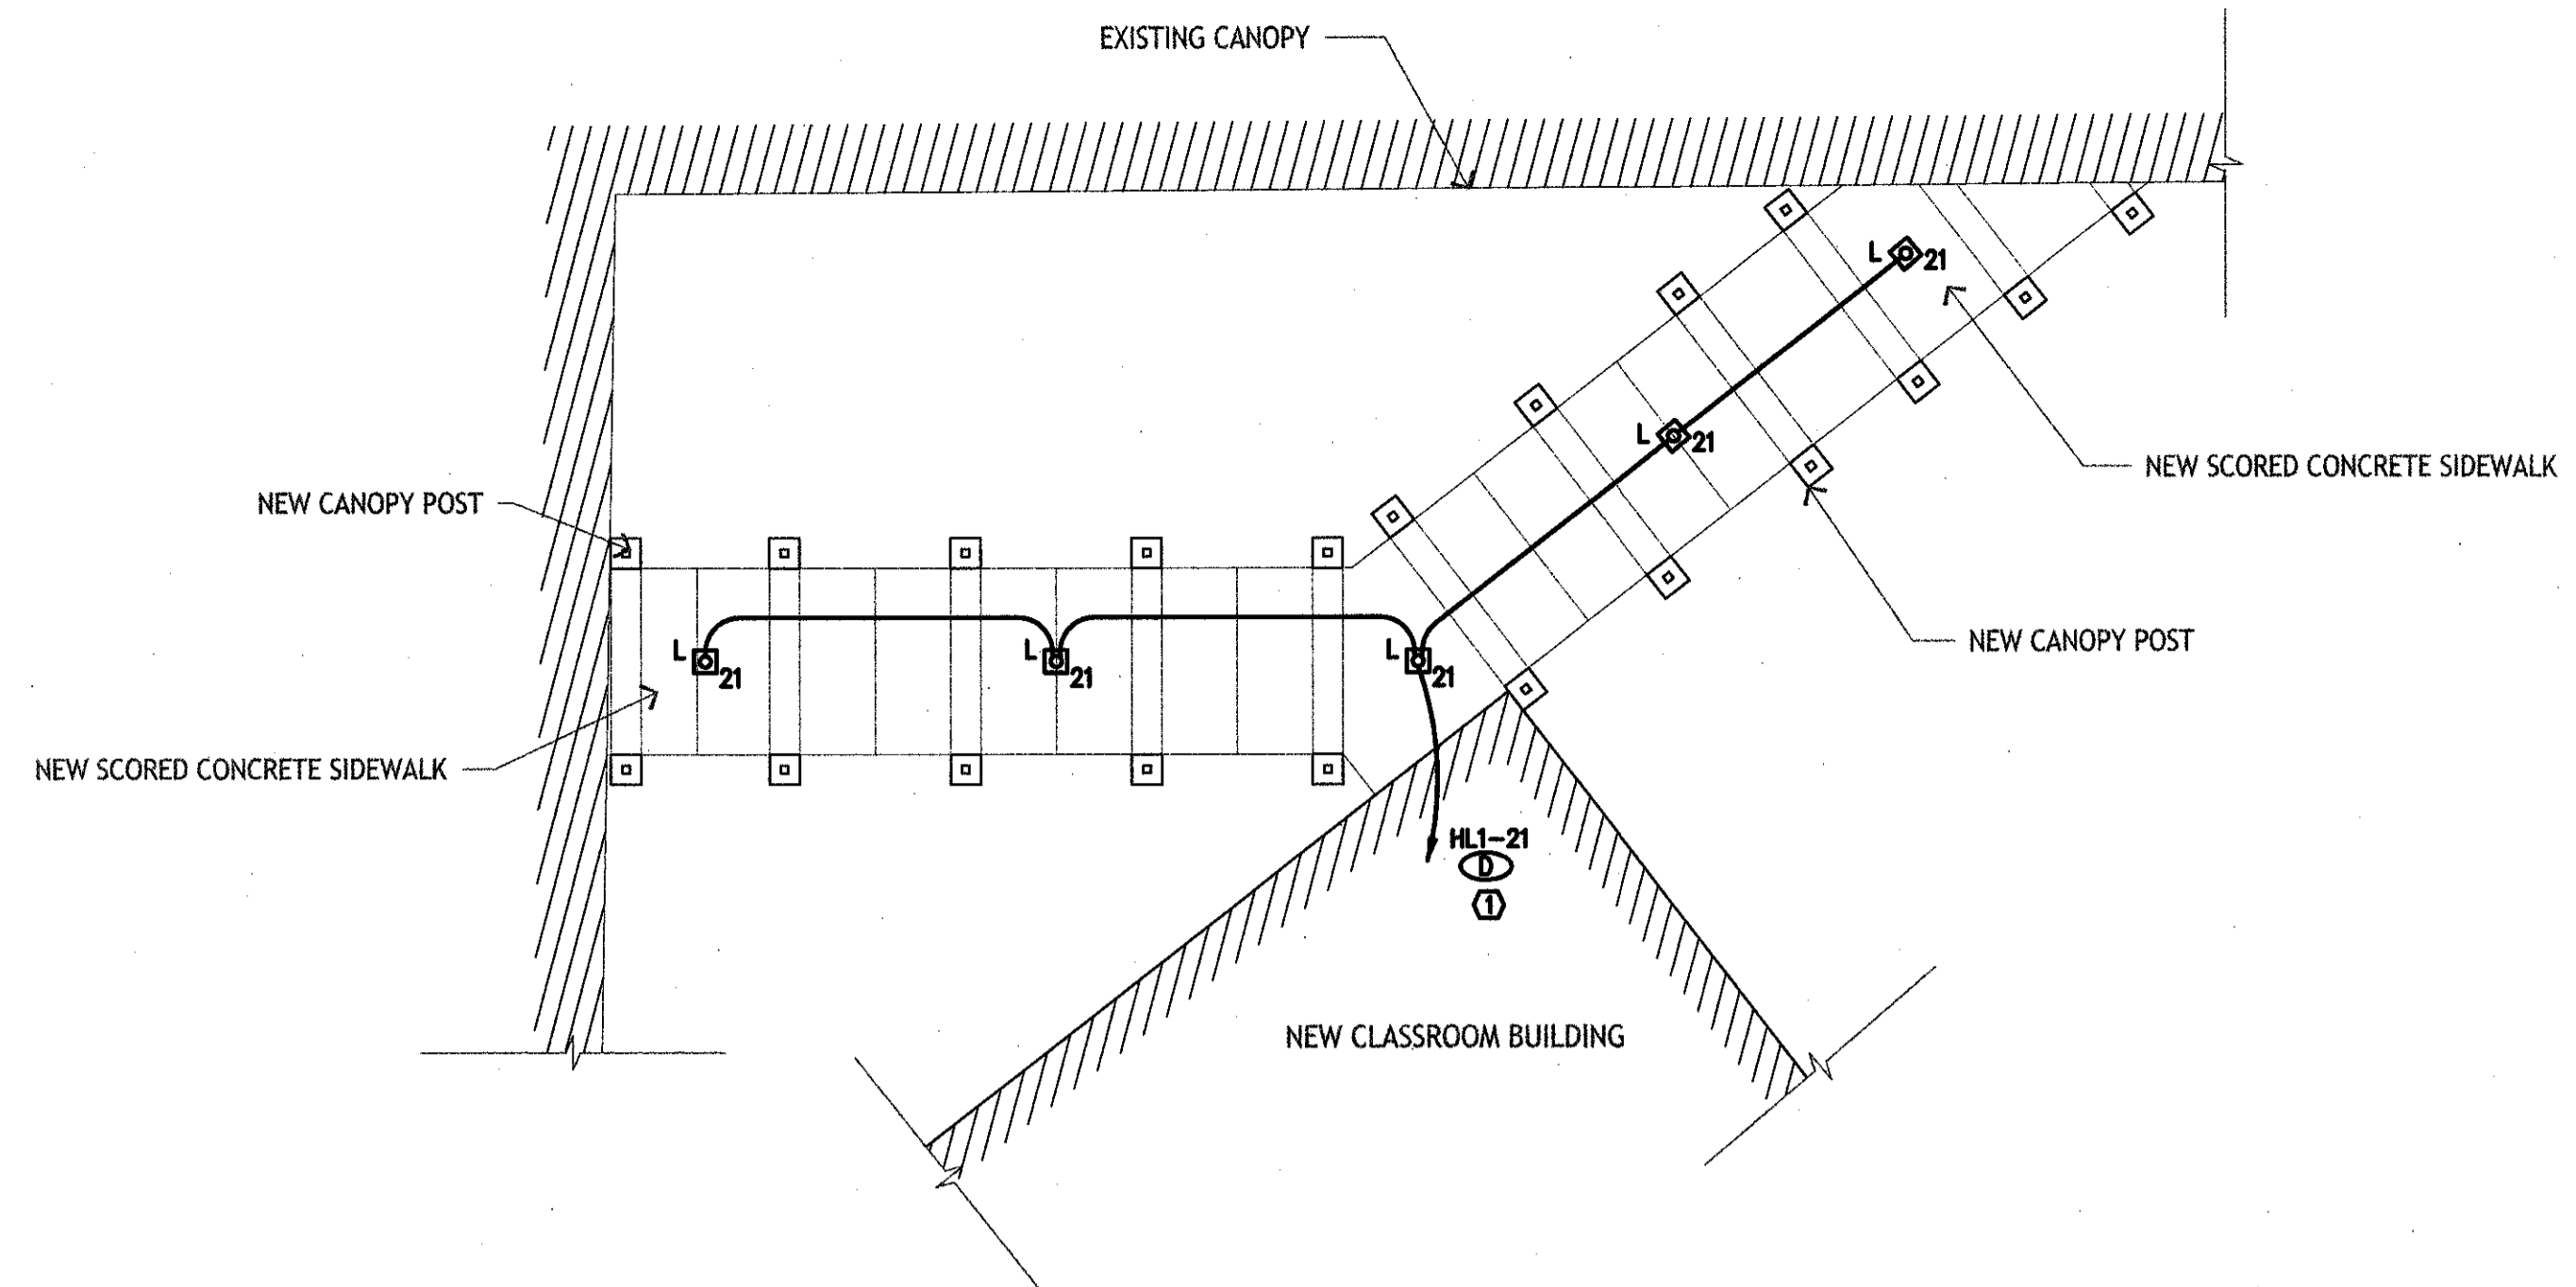 EXISTING CANOPY
L 21
L 21
NEW SCORED CONCRETE SIDEWALK
NEW CANOPY POST
NEW CANOPY POST
L 21
L 21
L 21
NEW SCORED CONCRETE SIDEWALK
HL1-21
D
1
NEW CLASSROOM BUILDING